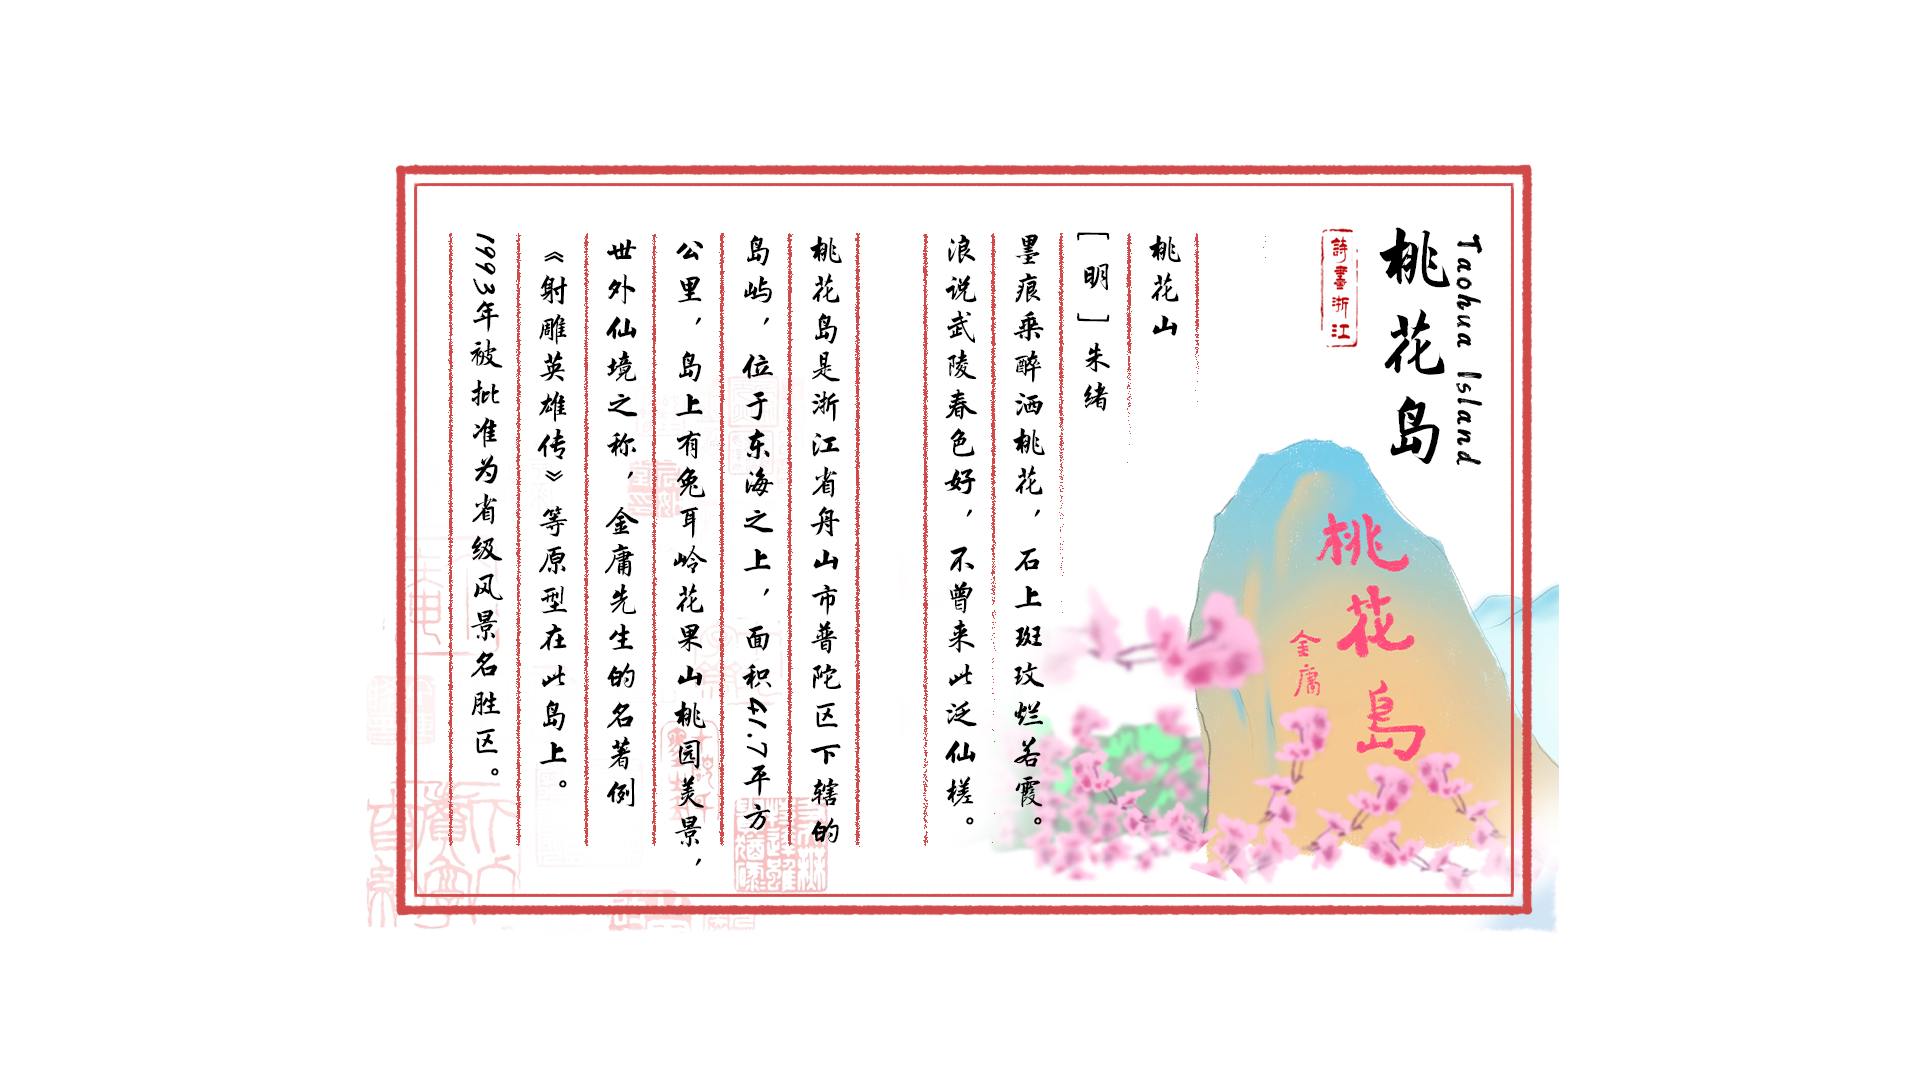 桃花岛
Taohua Island
詩書浙江
桃花島
金庸
桃花山
[明]朱绪
墨痕乘醉洒桃花，石上斑玟烂若霞。
浪说武陵春色好，不曾来此泛仙槎。
桃花岛是浙江省舟山市普陀区下辖的
岛屿，位于东海之上，面积41.7平方
公里，岛上有兔耳岭花果山桃园美景，
世外仙境之称，金庸先生的名著例
《射雕英雄传》等原型在此岛上。
1993年被批准为省级风景名胜区。